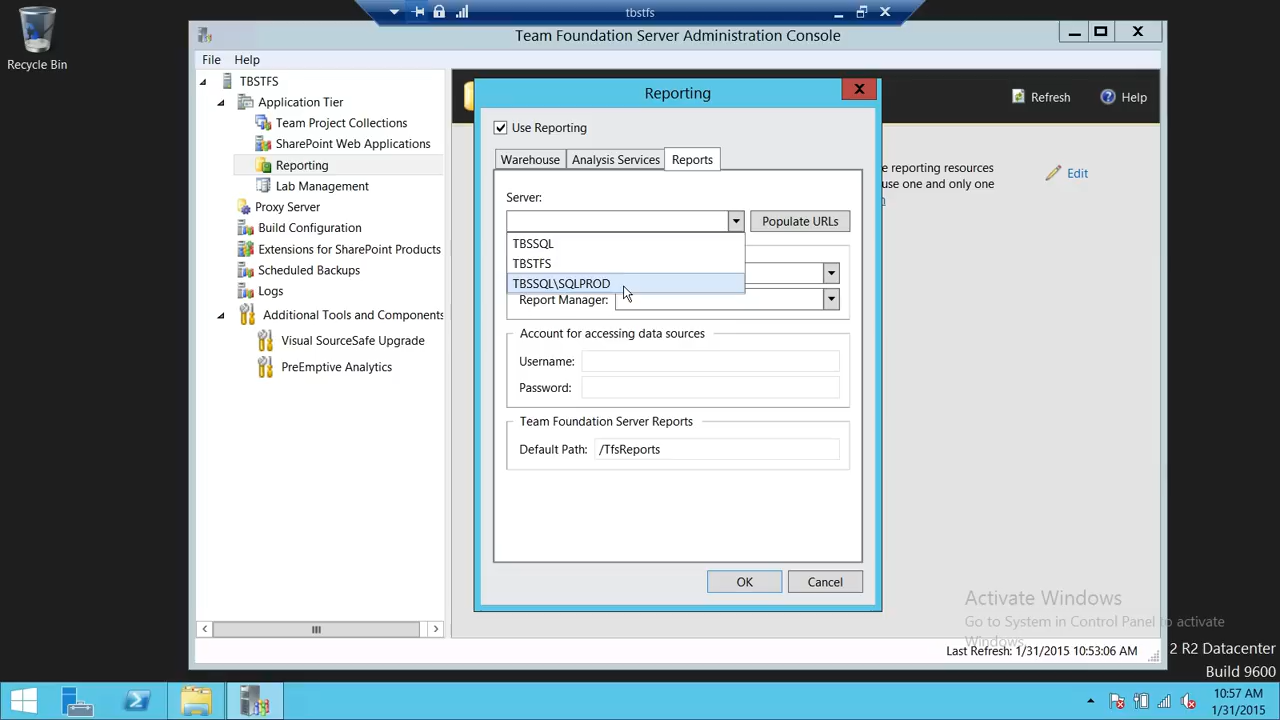 tbstfs
Recycle Bin
Team Foundation Server Administration Console
File Help
TBSTFS
Application Tier
Team Project Collections
SharePoint Web Applications
Reporting
Lab Management
Proxy Server
Build Configuration
Extensions for SharePoint Products
Scheduled Backups
Logs
Additional Tools and Components
Visual SourceSafe Upgrade
PreEmptive Analytics
Refresh
Help
e reporting resources
use one and only one
Edit
Reporting
Use Reporting
Warehouse Analysis Services Reports
Server:
Populate URLs
TBSSQL
TBSTFS
TBSSQL\SQLPROD
Report Manager:
Account for accessing data sources
Username:
Password:
Team Foundation Server Reports
Default Path: /TfsReports
OK Cancel
Activate Windows
Go to System in Control Panel to activate
Windows.
Last Refresh: 1/31/2015 10:53:06 AM
2 R2 Datacenter
Build 9600
10:57 AM
1/31/2015